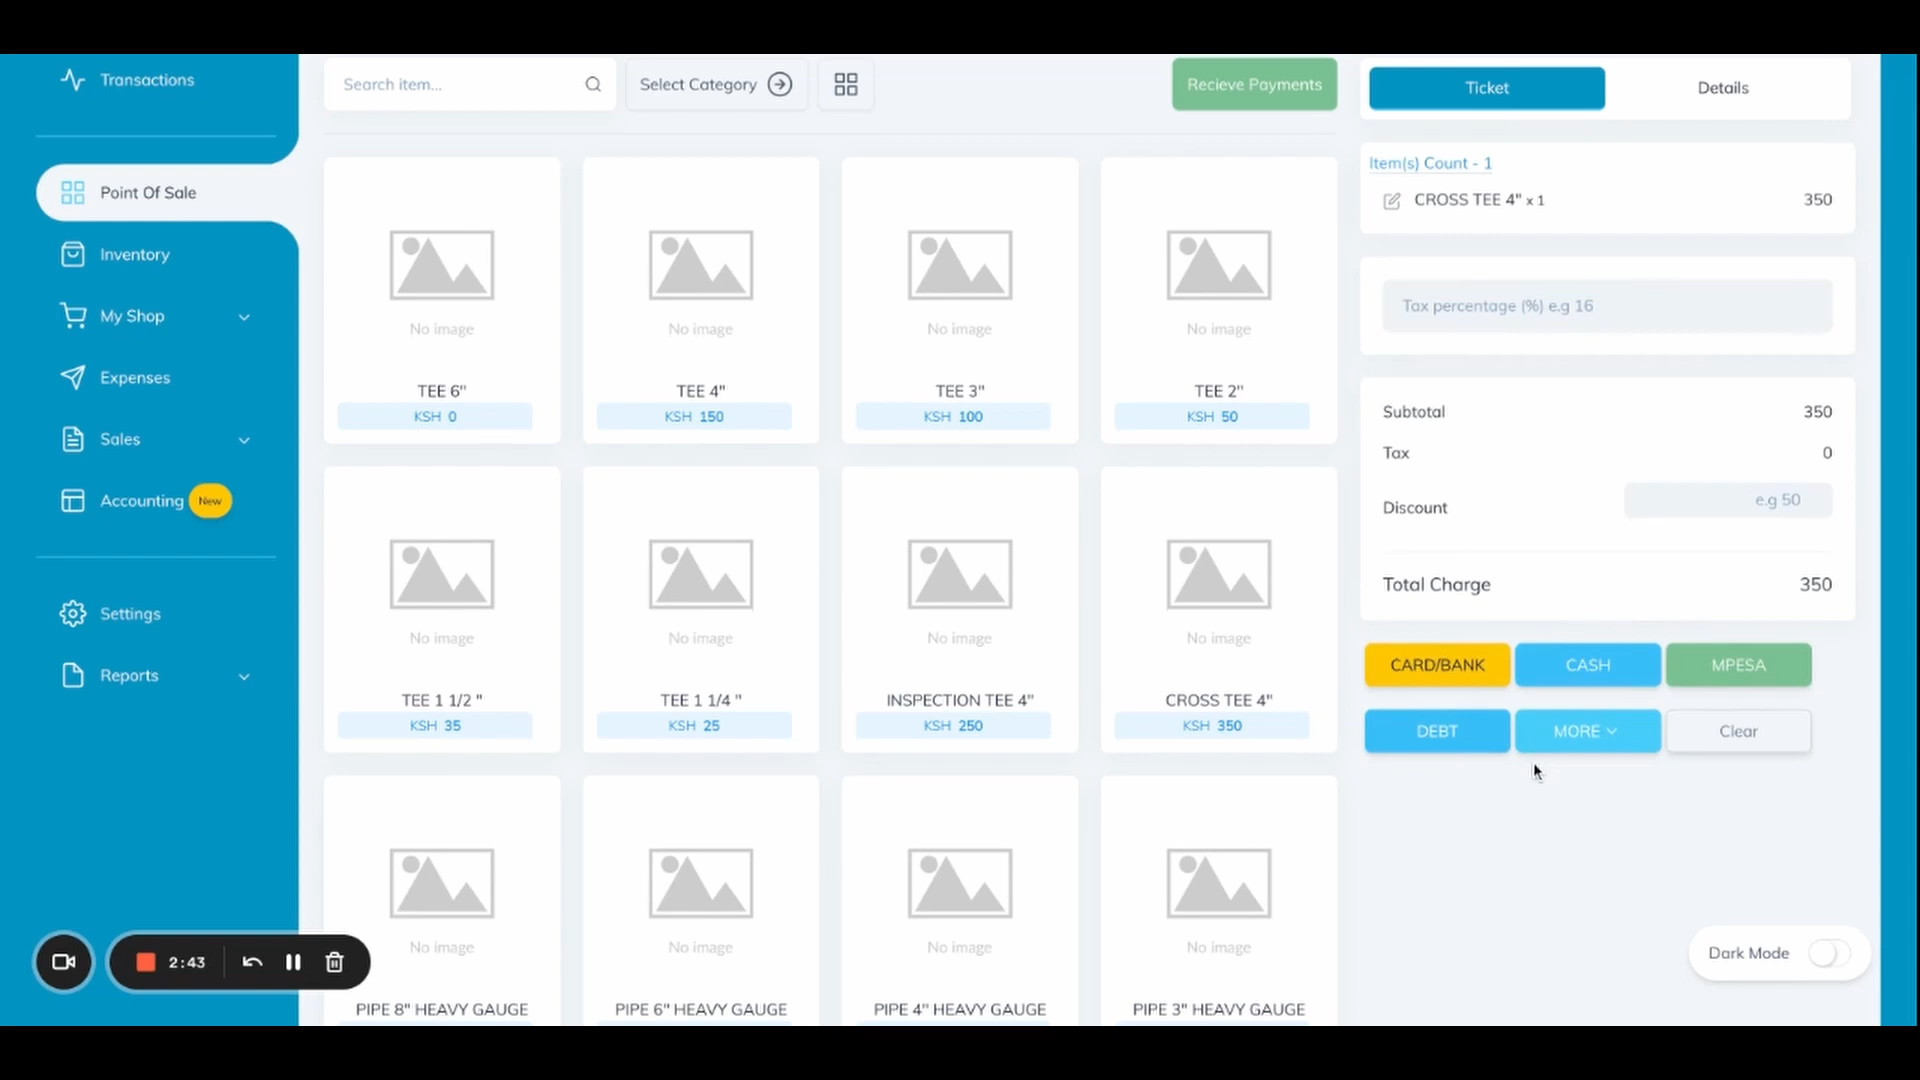 Transactions
Point Of Sale
Inventory
My Shop
Expenses
Sales
Accounting New
Settings
Reports
2:43
Search item...
Select Category
Recieve Payments
No image
No image
No image
No image
TEE 6"
TEE 4"
TEE 3"
TEE 2"
KSH 0
KSH 150
KSH 100
KSH 50
No image
No image
No image
No image
TEE 1 1/2 "
TEE 1 1/4 "
INSPECTION TEE 4"
CROSS TEE 4"
KSH 35
KSH 25
KSH 250
KSH 350
No image
No image
No image
No image
PIPE 8" HEAVY GAUGE
PIPE 6" HEAVY GAUGE
PIPE 4" HEAVY GAUGE
PIPE 3" HEAVY GAUGE
Ticket
Details
Item(s) Count - 1
CROSS TEE 4" x 1 350
Tax percentage (%) e.g 16
Subtotal 350
Tax 0
Discount e.g 50
Total Charge 350
CARD/BANK CASH MPESA
DEBT MORE Clear
Dark Mode